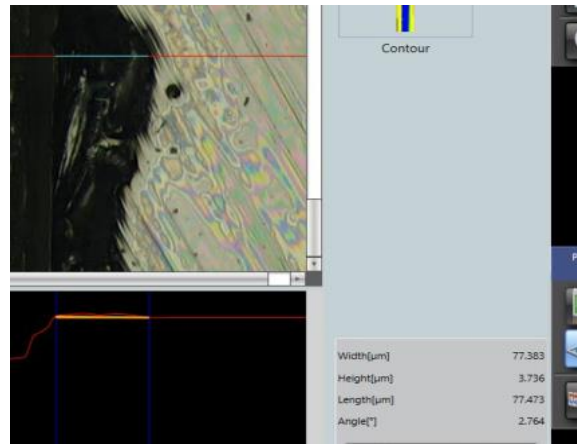 Contour
Width[μm] 77.383
Height[μm] 3.736
Length[μm] 77.473
Angle[°] 2.764